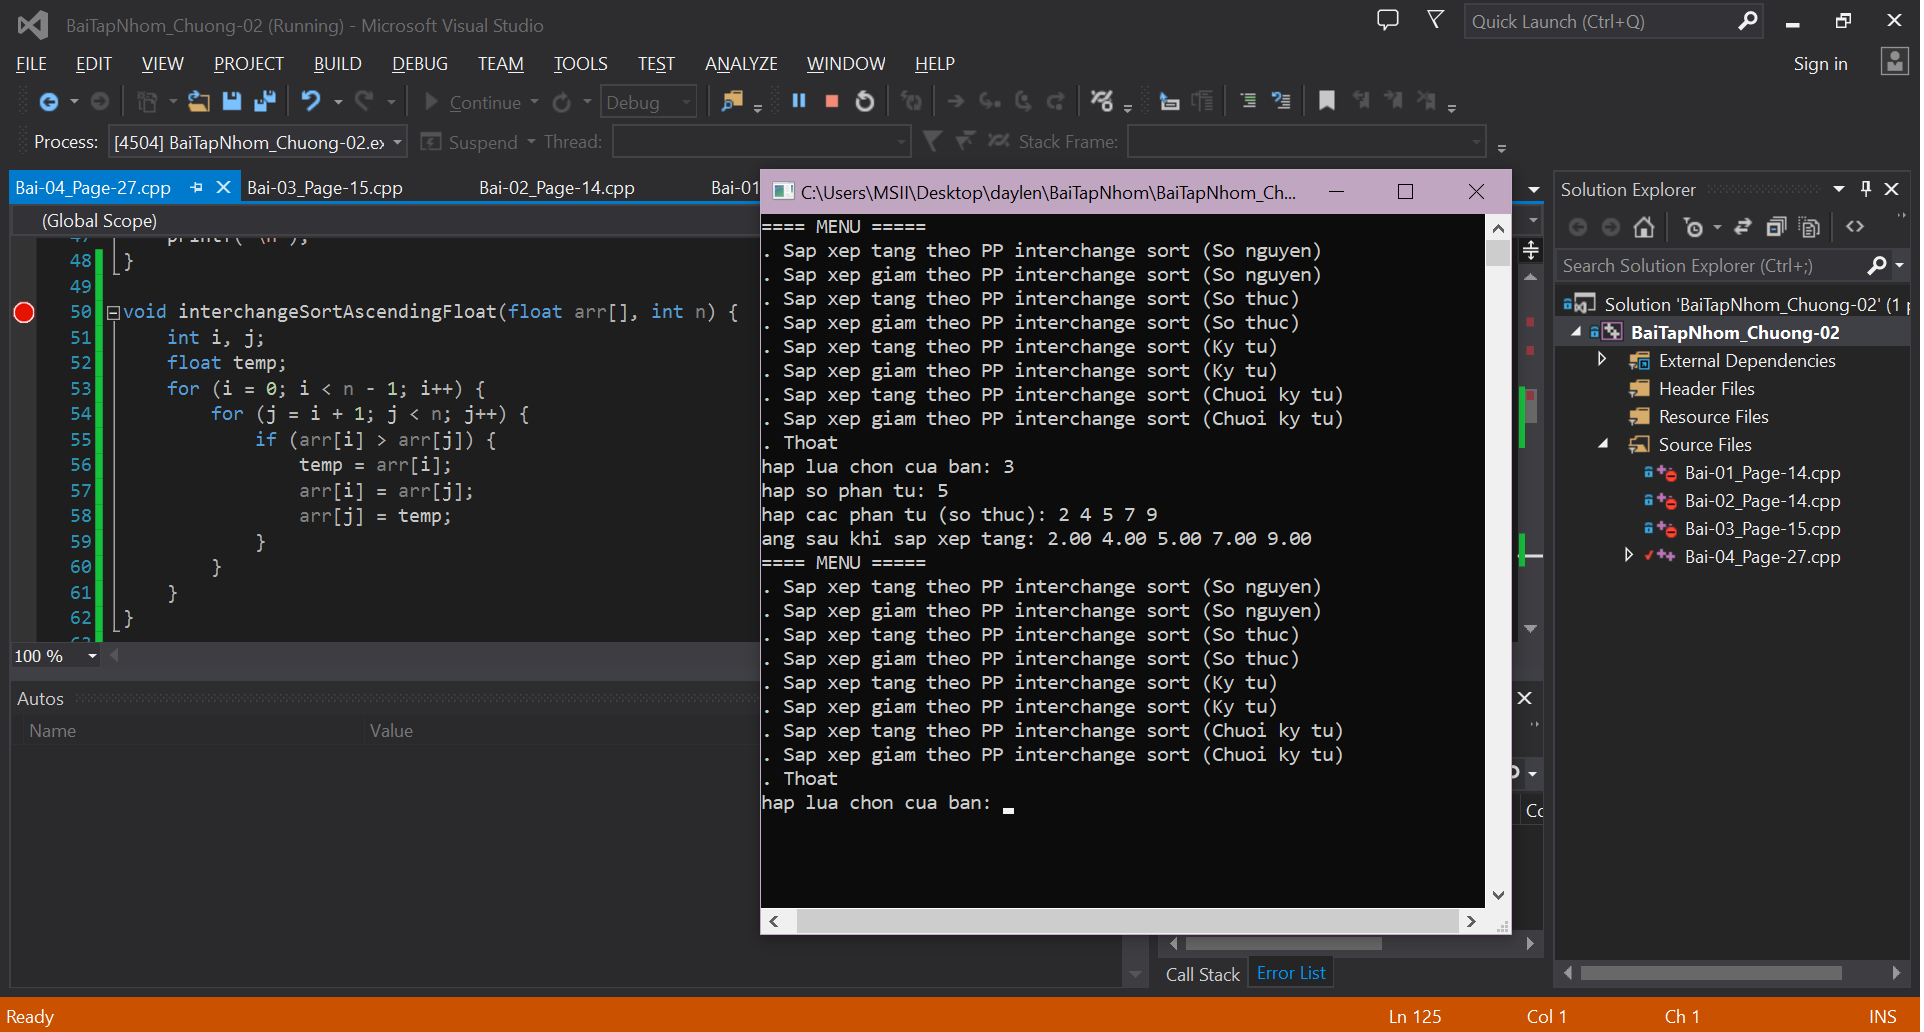 BaiTapNhom_Chuong-02 (Running) - Microsoft Visual Studio
Quick Launch (Ctrl+Q)
FILE EDIT VIEW PROJECT BUILD DEBUG TEAM TOOLS TEST ANALYZE WINDOW HELP
Sign in
Continue Debug
Process: [4504] BaiTapNhom_Chuong-02.ex Suspend Thread: Stack Frame:
Bai-04_Page-27.cpp Bai-03_Page-15.cpp Bai-02_Page-14.cpp Bai-01
(Global Scope)
47 printf("\n");
48 }
49
50 void interchangeSortAscendingFloat(float arr[], int n) {
51 int i, j;
52 float temp;
53 for (i = 0; i < n - 1; i++) {
54 for (j = i + 1; j < n; j++) {
55 if (arr[i] > arr[j]) {
56 temp = arr[i];
57 arr[i] = arr[j];
58 arr[j] = temp;
59 }
60 }
61 }
62 }
63
100 %
Autos
Name Value
C:\Users\MSII\Desktop\daylen\BaiTapNhom\BaiTapNhom_Ch...
==== MENU =====
. Sap xep tang theo PP interchange sort (So nguyen)
. Sap xep giam theo PP interchange sort (So nguyen)
. Sap xep tang theo PP interchange sort (So thuc)
. Sap xep giam theo PP interchange sort (So thuc)
. Sap xep tang theo PP interchange sort (Ky tu)
. Sap xep giam theo PP interchange sort (Ky tu)
. Sap xep tang theo PP interchange sort (Chuoi ky tu)
. Sap xep giam theo PP interchange sort (Chuoi ky tu)
. Thoat
hap lua chon cua ban: 3
hap so phan tu: 5
hap cac phan tu (so thuc): 2 4 5 7 9
ang sau khi sap xep tang: 2.00 4.00 5.00 7.00 9.00
==== MENU =====
. Sap xep tang theo PP interchange sort (So nguyen)
. Sap xep giam theo PP interchange sort (So nguyen)
. Sap xep tang theo PP interchange sort (So thuc)
. Sap xep giam theo PP interchange sort (So thuc)
. Sap xep tang theo PP interchange sort (Ky tu)
. Sap xep giam theo PP interchange sort (Ky tu)
. Sap xep tang theo PP interchange sort (Chuoi ky tu)
. Sap xep giam theo PP interchange sort (Chuoi ky tu)
. Thoat
hap lua chon cua ban:
Co
Call Stack Error List
Solution Explorer
Search Solution Explorer (Ctrl+;)
Solution 'BaiTapNhom_Chuong-02' (1 p
BaiTapNhom_Chuong-02
External Dependencies
Header Files
Resource Files
Source Files
Bai-01_Page-14.cpp
Bai-02_Page-14.cpp
Bai-03_Page-15.cpp
Bai-04_Page-27.cpp
Ready Ln 125 Col 1 Ch 1 INS